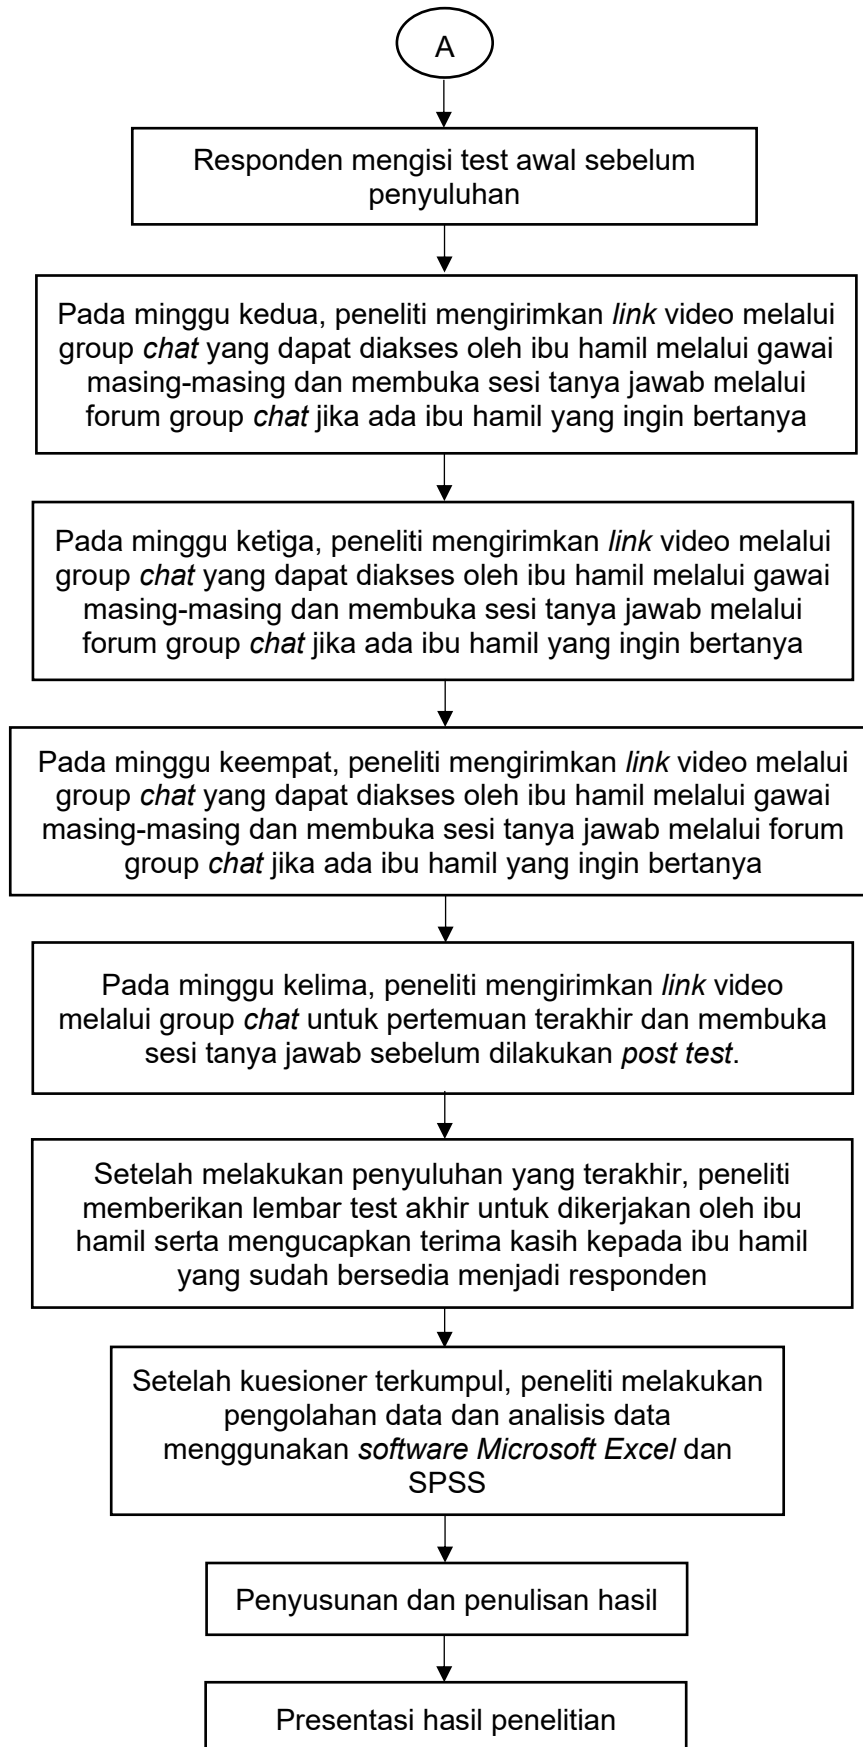 A
Responden mengisi test awal sebelum
penyuluhan
Pada minggu kedua, peneliti mengirimkan link video melalui
group chat yang dapat diakses oleh ibu hamil melalui gawai
masing-masing dan membuka sesi tanya jawab melalui
forum group chat jika ada ibu hamil yang ingin bertanya
Pada minggu ketiga, peneliti mengirimkan link video melalui
group chat yang dapat diakses oleh ibu hamil melalui gawai
masing-masing dan membuka sesi tanya jawab melalui
forum group chat jika ada ibu hamil yang ingin bertanya
Pada minggu keempat, peneliti mengirimkan link video melalui
group chat yang dapat diakses oleh ibu hamil melalui gawai
masing-masing dan membuka sesi tanya jawab melalui forum
group chat jika ada ibu hamil yang ingin bertanya
Pada minggu kelima, peneliti mengirimkan link video
melalui group chat untuk pertemuan terakhir dan membuka
sesi tanya jawab sebelum dilakukan post test.
Setelah melakukan penyuluhan yang terakhir, peneliti
memberikan lembar test akhir untuk dikerjakan oleh ibu
hamil serta mengucapkan terima kasih kepada ibu hamil
yang sudah bersedia menjadi responden
Setelah kuesioner terkumpul, peneliti melakukan
pengolahan data dan analisis data
menggunakan software Microsoft Excel dan
SPSS
Penyusunan dan penulisan hasil
Presentasi hasil penelitian